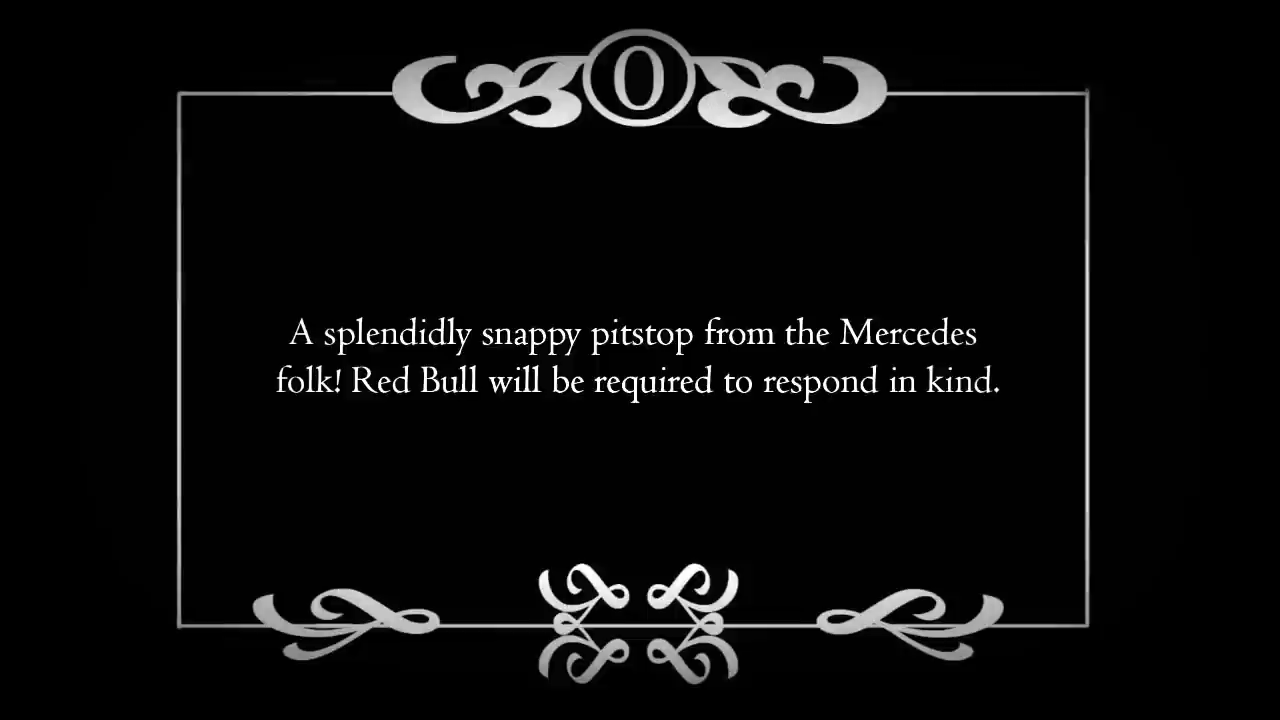 O
A splendidly snappy pitstop from the Mercedes
folk! Red Bull will be required to respond in kind.